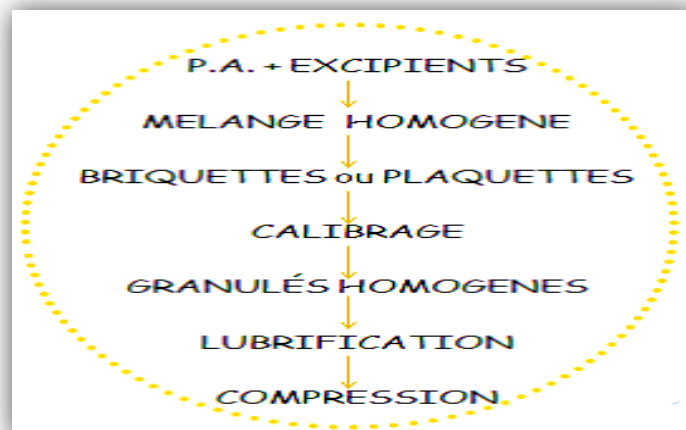 P.A. + EXCIPIENTS
MELANGE HOMOGENE
BRIQUETTES ou PLAQUETTES
CALIBRAGE
GRANULÉS HOMOGENES
LUBRIFICATION
COMPRESSION